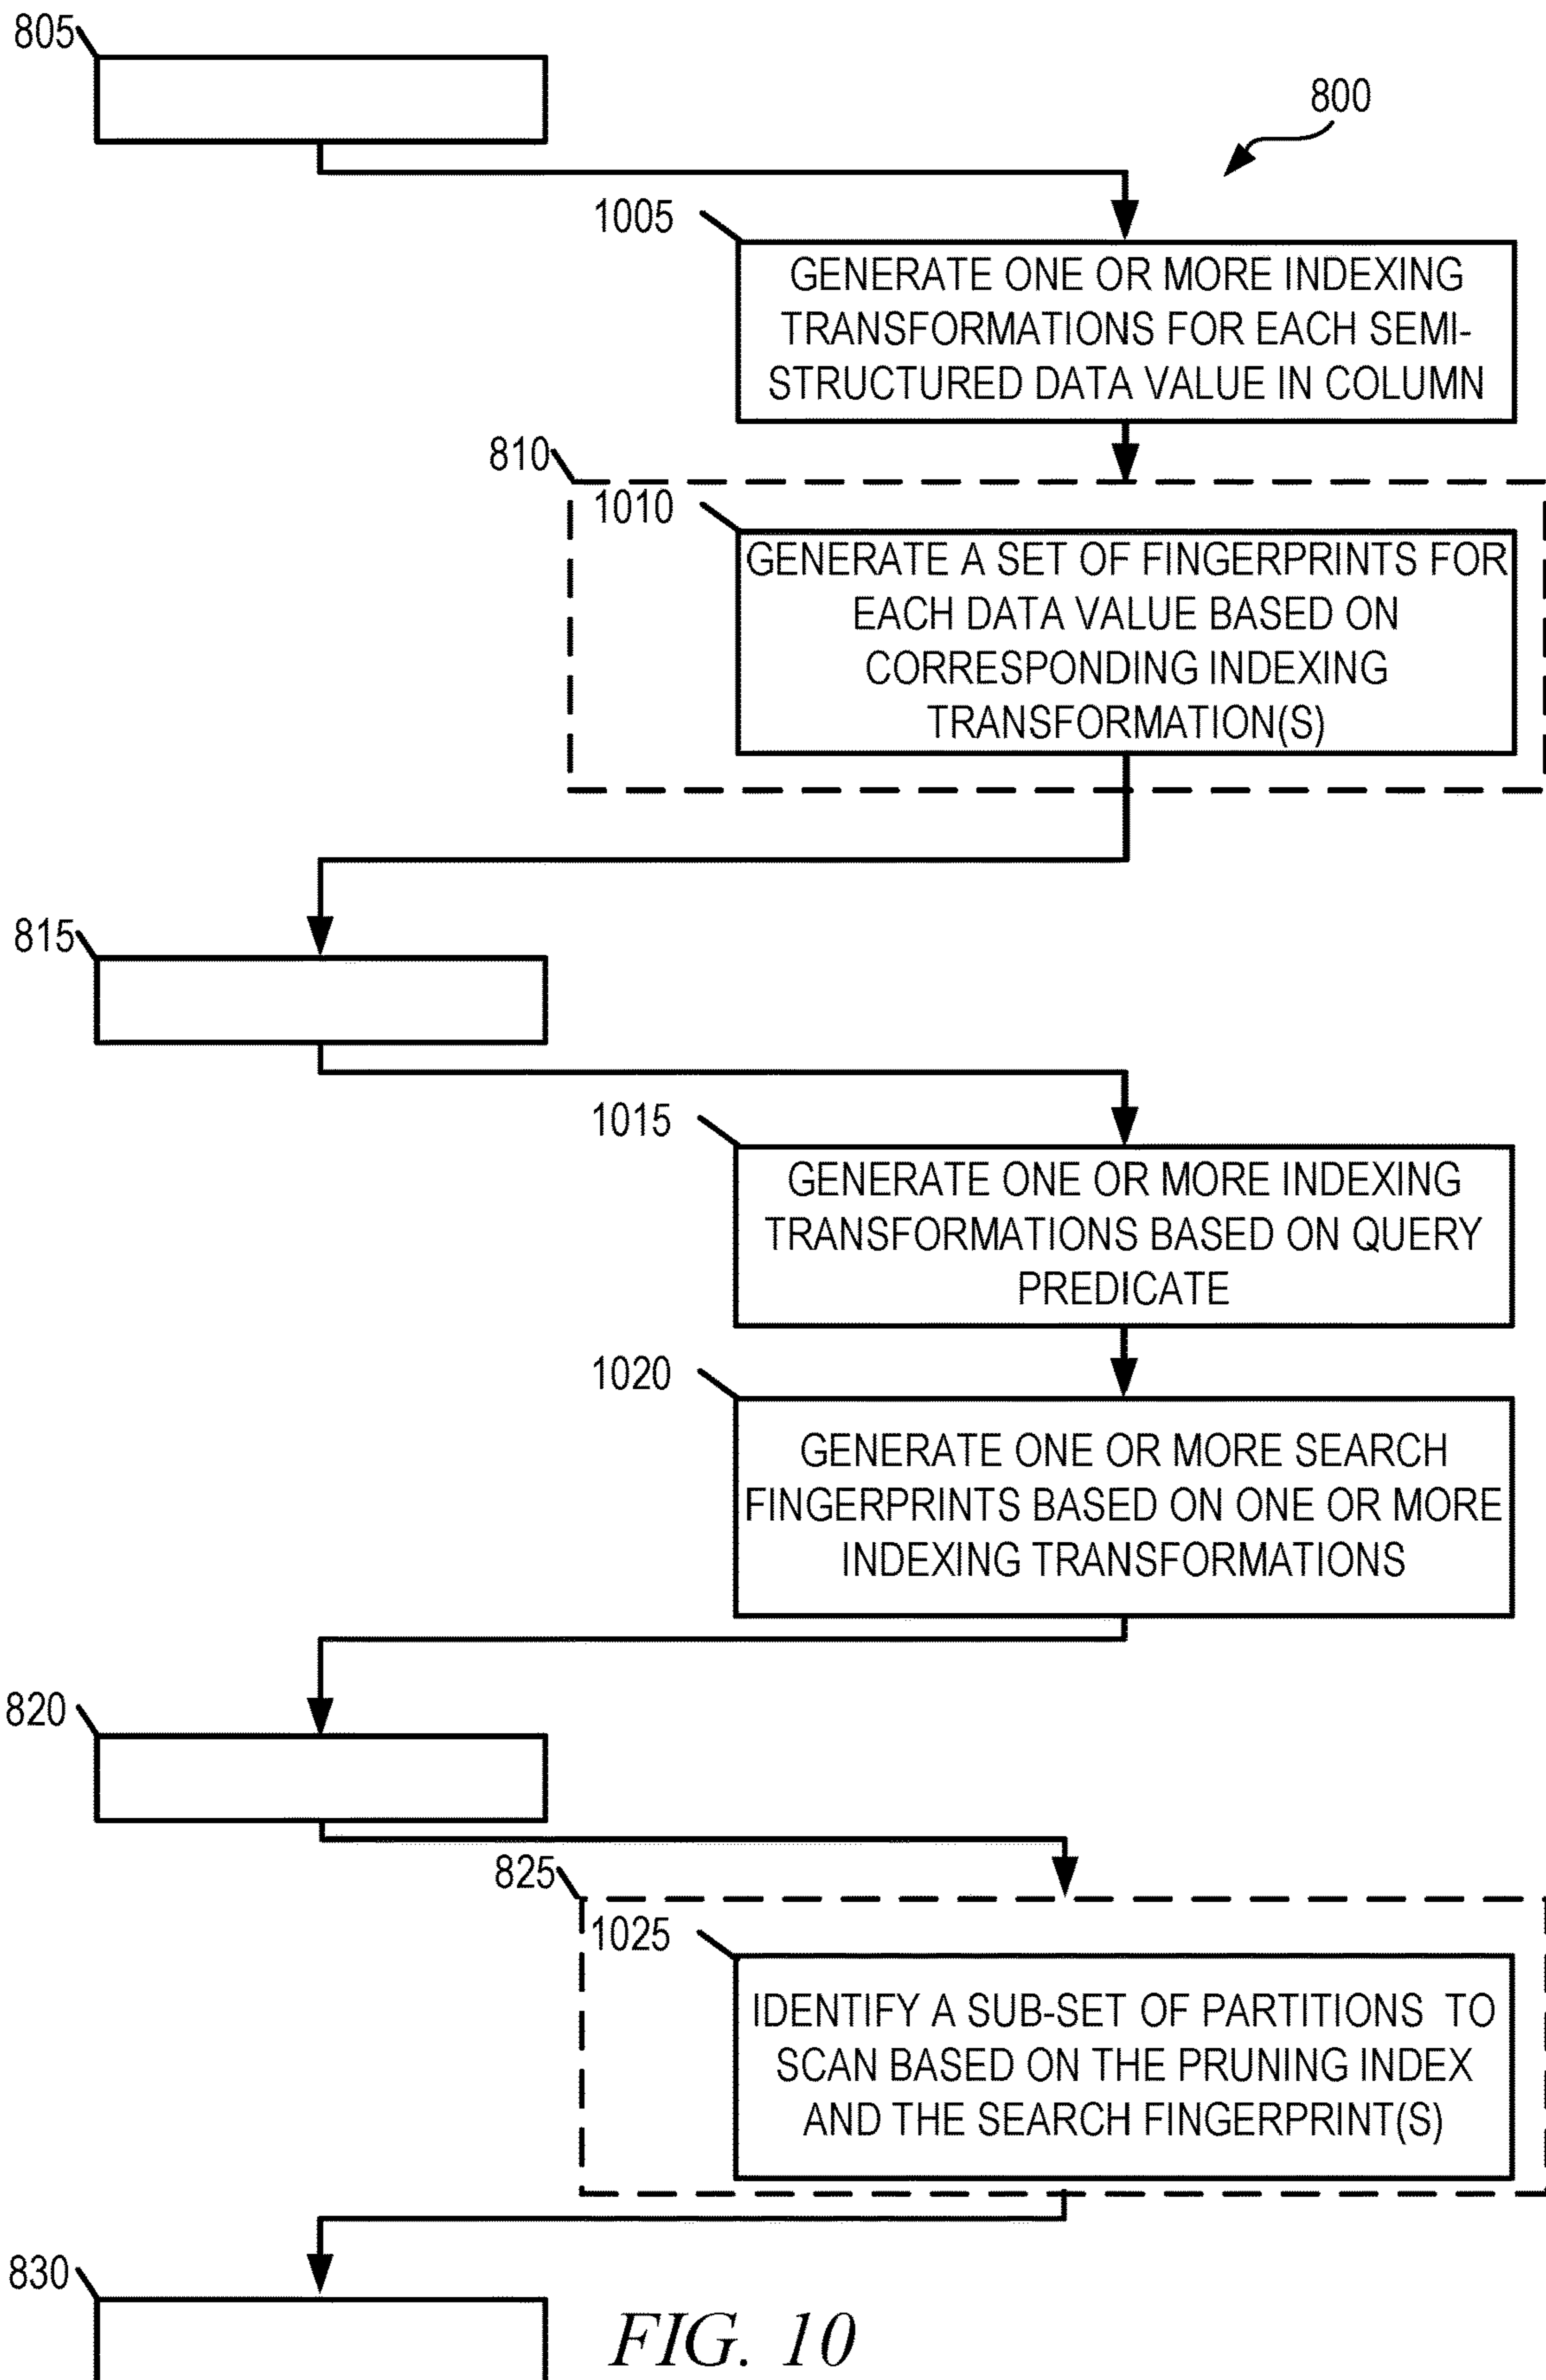 805
800
1005
GENERATE ONE OR MORE INDEXING
TRANSFORMATIONS FOR EACH SEMI-
STRUCTURED DATA VALUE IN COLUMN
810
1010
GENERATE A SET OF FINGERPRINTS FOR
EACH DATA VALUE BASED ON
CORRESPONDING INDEXING
TRANSFORMATION(S)
815
1015
GENERATE ONE OR MORE INDEXING
TRANSFORMATIONS BASED ON QUERY
PREDICATE
1020
GENERATE ONE OR MORE SEARCH
FINGERPRINTS BASED ON ONE OR MORE
INDEXING TRANSFORMATIONS
820
825
1025
IDENTIFY A SUB-SET OF PARTITIONS TO
SCAN BASED ON THE PRUNING INDEX
AND THE SEARCH FINGERPRINT(S)
830
FIG. 10